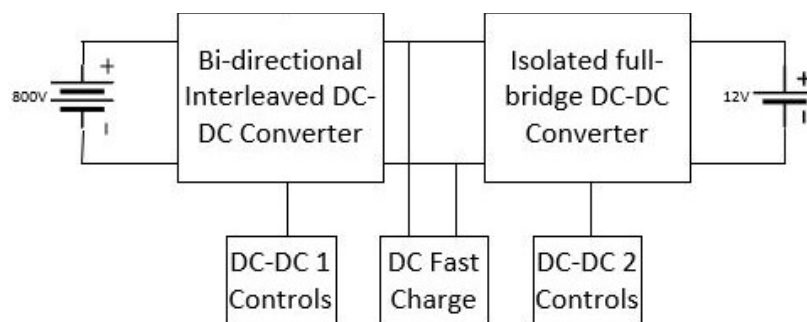 800V
+
Bi-directional
Interleaved DC-
DC Converter
Isolated full-
bridge DC-DC
Converter
12V
+
DC-DC 1
Controls
DC Fast
Charge
DC-DC 2
Controls